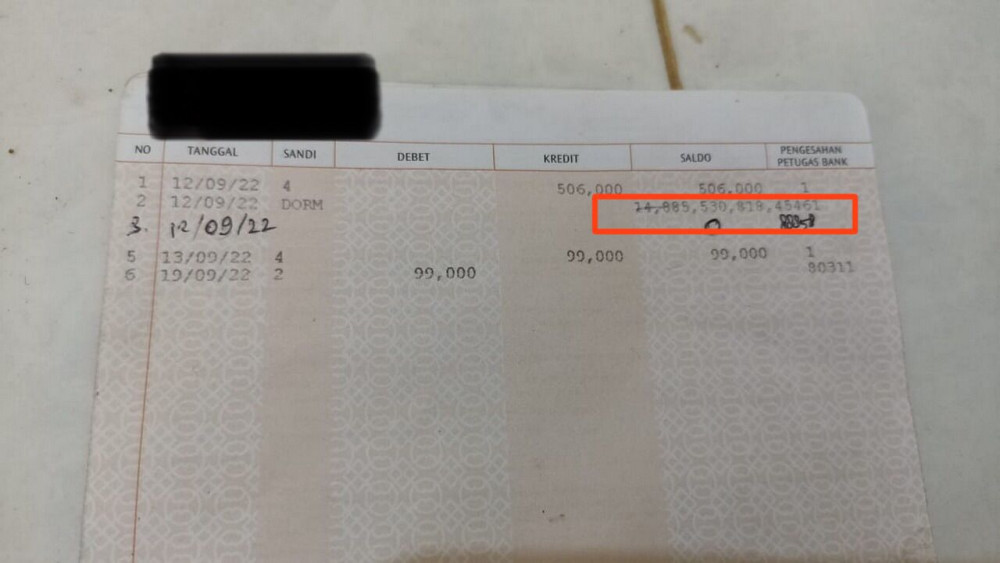 NO TANGGAL SANDI DEBET KREDIT SALDO PENGESAHAN PETUGAS BANK
1 12/09/22 4 506,000 506.000 1
2 12/09/22 DORM 14,885,530,819,45461
3. 12/09/22 0
5 13/09/22 4 99,000 99,000 1
6 19/09/22 2 99,000 80311